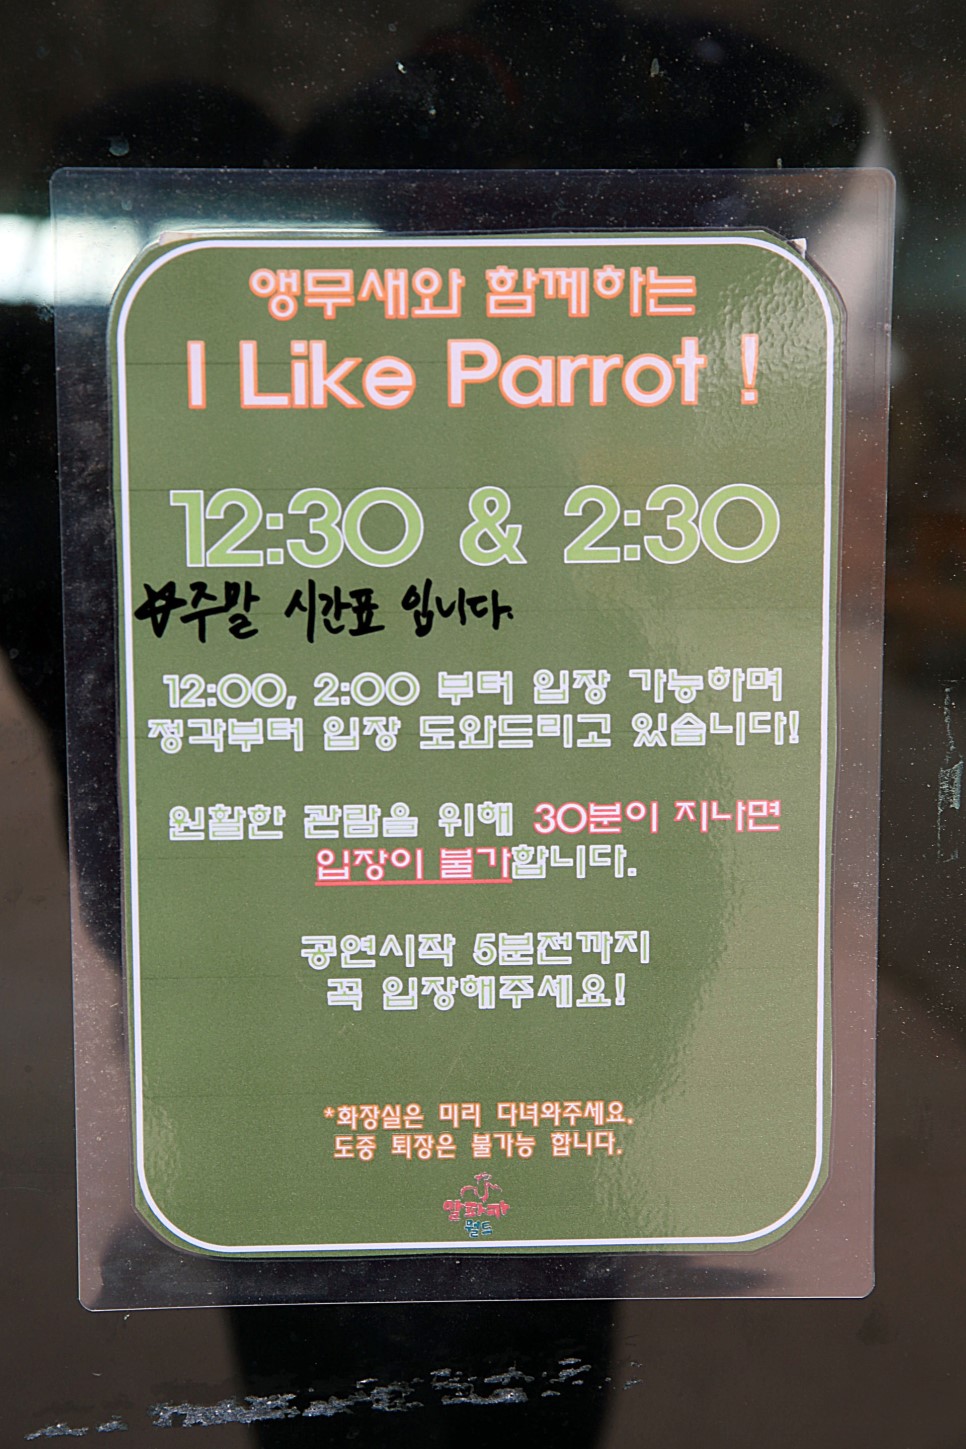 앵무새와 함께하는
I Like Parrot !
12:30 & 2:30
☆주말 시간표 입니다.
12:00, 2:00 부터 입장 가능하며
정각부터 입장 도와드리고 있습니다!
원활한 관람을 위해 30분이 지나면
입장이 불가합니다.
공연시작 5분전까지
꼭 입장해주세요!
*화장실은 미리 다녀와주세요.
도중 퇴장은 불가능 합니다.
알파카
월드